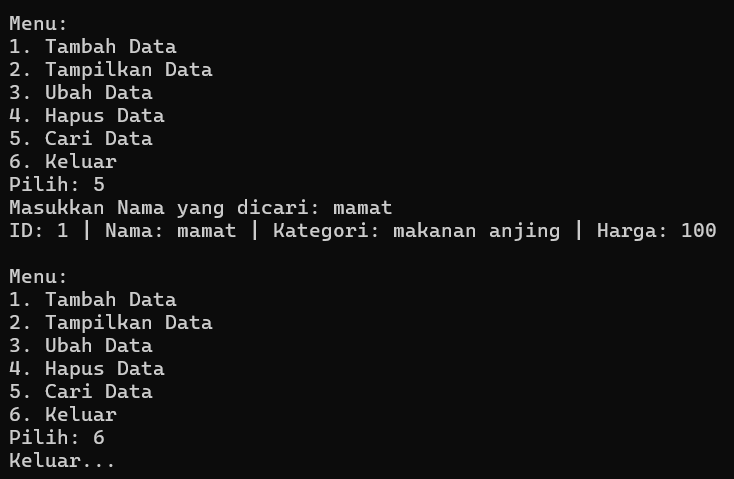 Menu:
1. Tambah Data
2. Tampilkan Data
3. Ubah Data
4. Hapus Data
5. Cari Data
6. Keluar
Pilih: 5
Masukkan Nama yang dicari: mamat
ID: 1 | Nama: mamat | Kategori: makanan anjing | Harga: 100
Menu:
1. Tambah Data
2. Tampilkan Data
3. Ubah Data
4. Hapus Data
5. Cari Data
6. Keluar
Pilih: 6
Keluar...